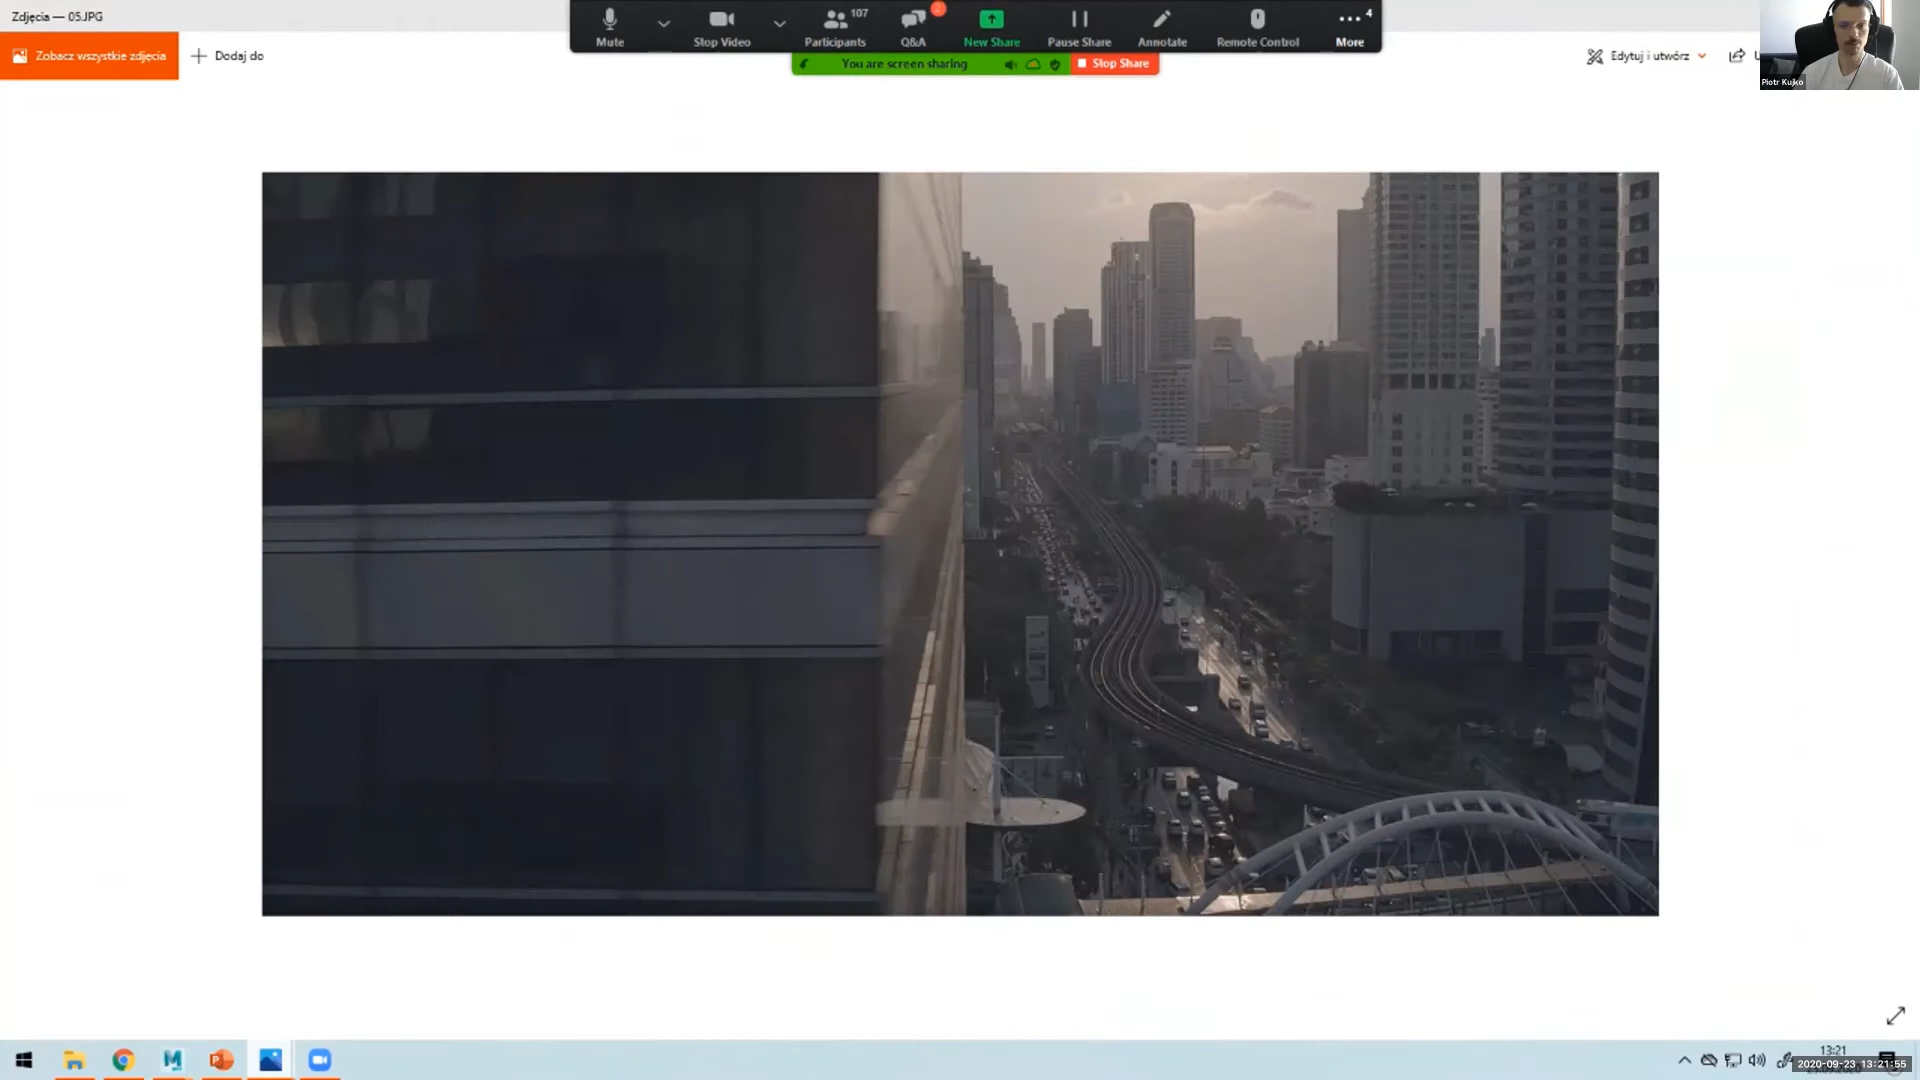 Zdjęcia — 05.JPG
107
4
Mute
Stop Video
Participants
Q&A
New Share
Pause Share
Annotate
Remote Control
More
You are screen sharing
Stop Share
Zobacz wszystkie zdjęcia
Dodaj do
Edytuj i utwórz
Piotr Kujko
13:21
2020-09-23 13:21:55